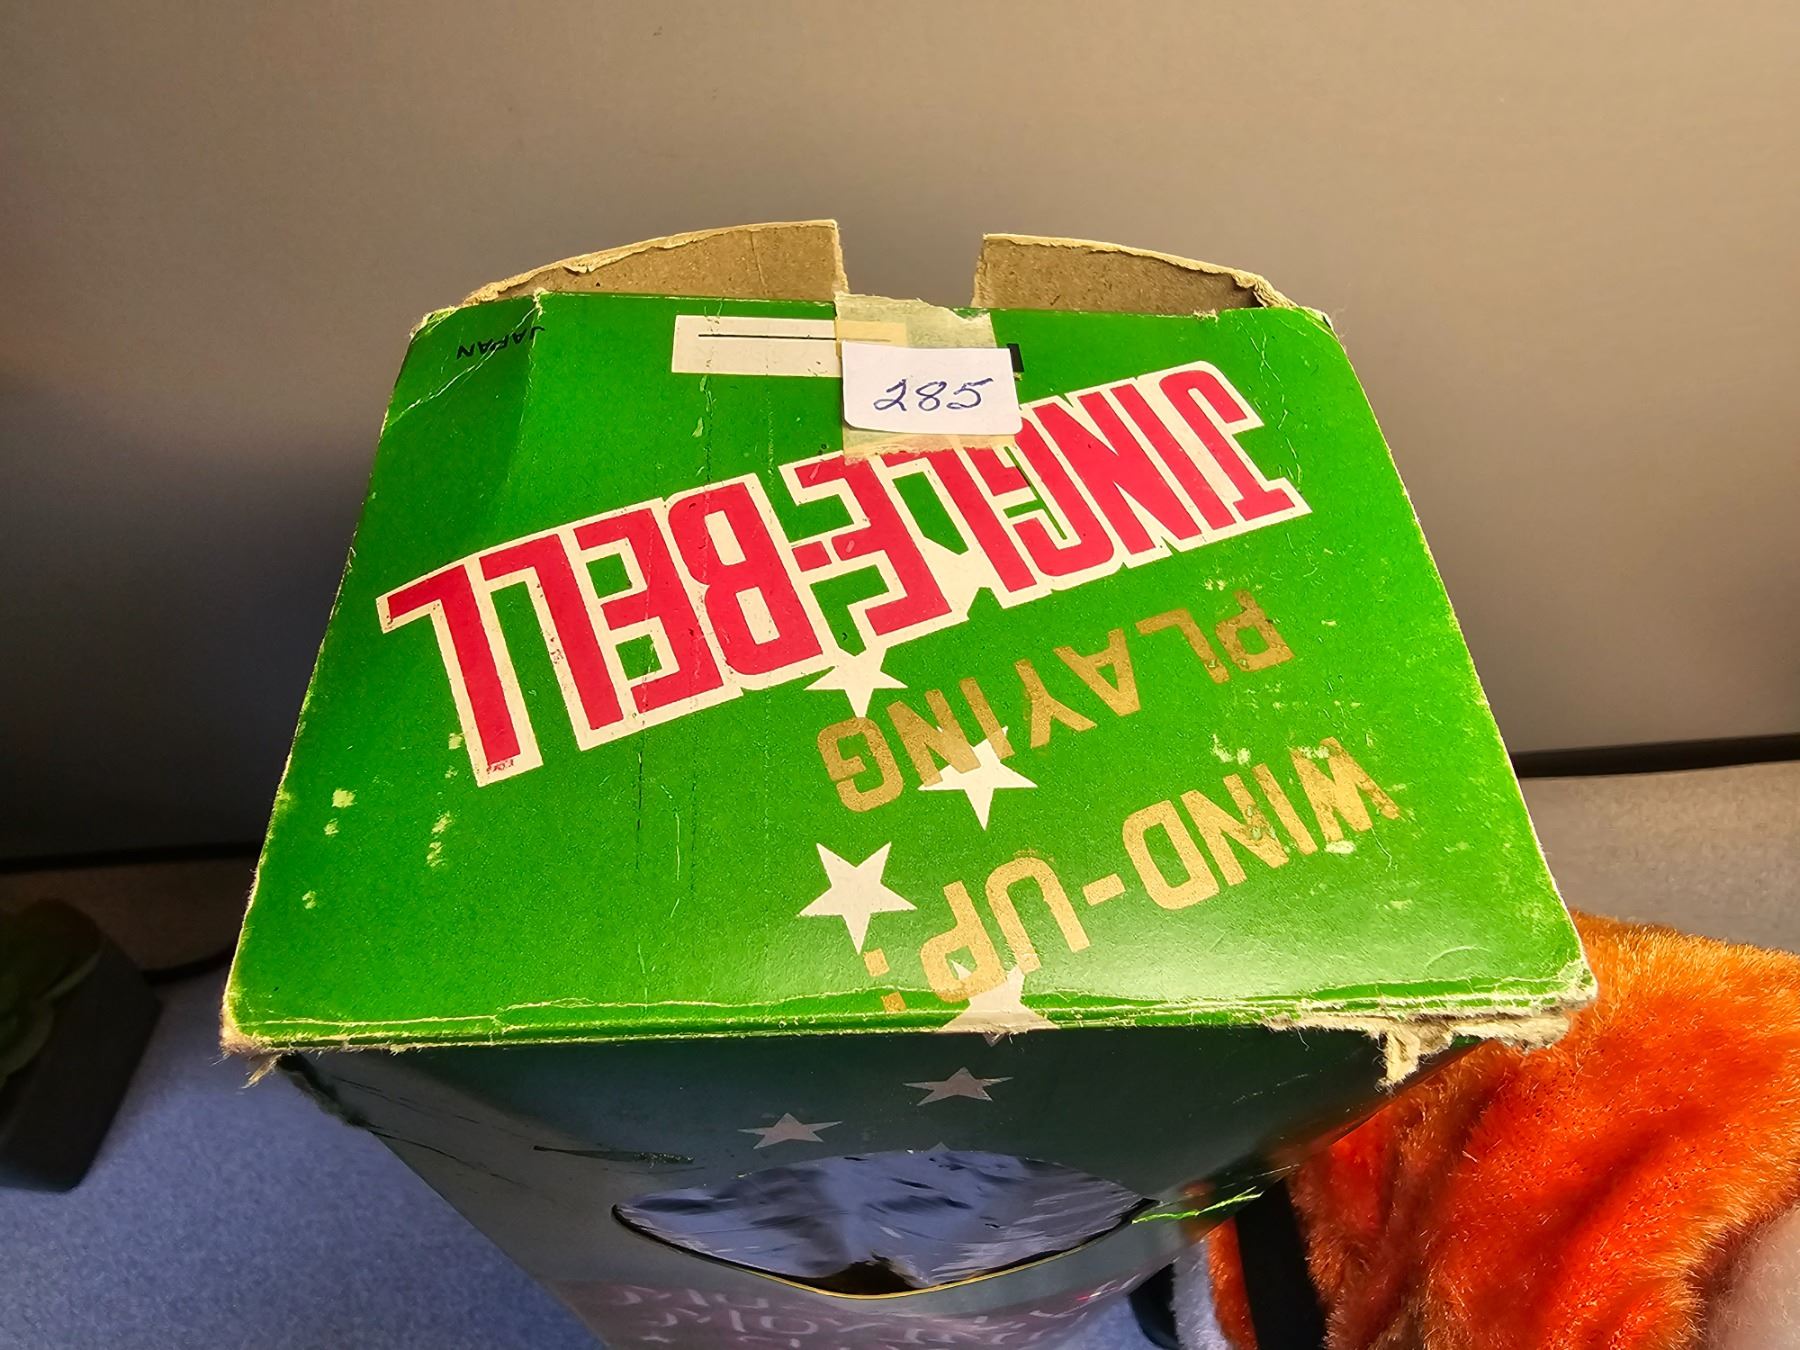 285
JAPAN
WIND-UP:
PLAYING
JINGLE-BELL